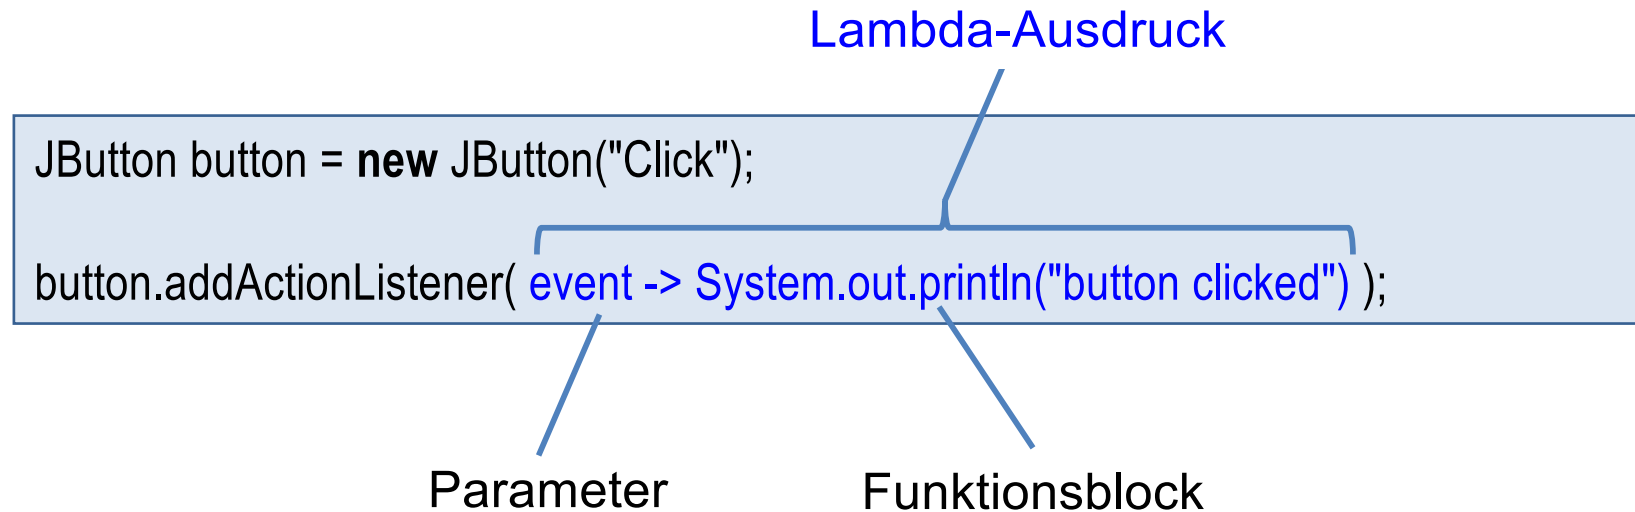 Lambda-Ausdruck
JButton button = new JButton("Click");
button.addActionListener( event -> System.out.println("button clicked") );
Parameter
Funktionsblock